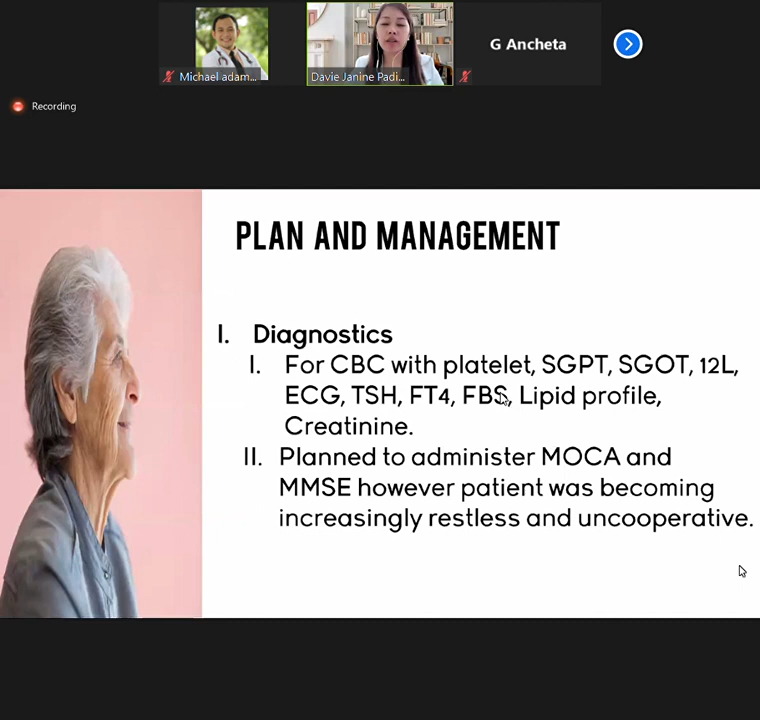 Michael adam...
Davie Janine Padi...
G Ancheta
Recording
PLAN AND MANAGEMENT
I. Diagnostics
I. For CBC with platelet, SGPT, SGOT, 12L,
ECG, TSH, FT4, FBS, Lipid profile,
Creatinine.
II. Planned to administer MOCA and
MMSE however patient was becoming
increasingly restless and uncooperative.